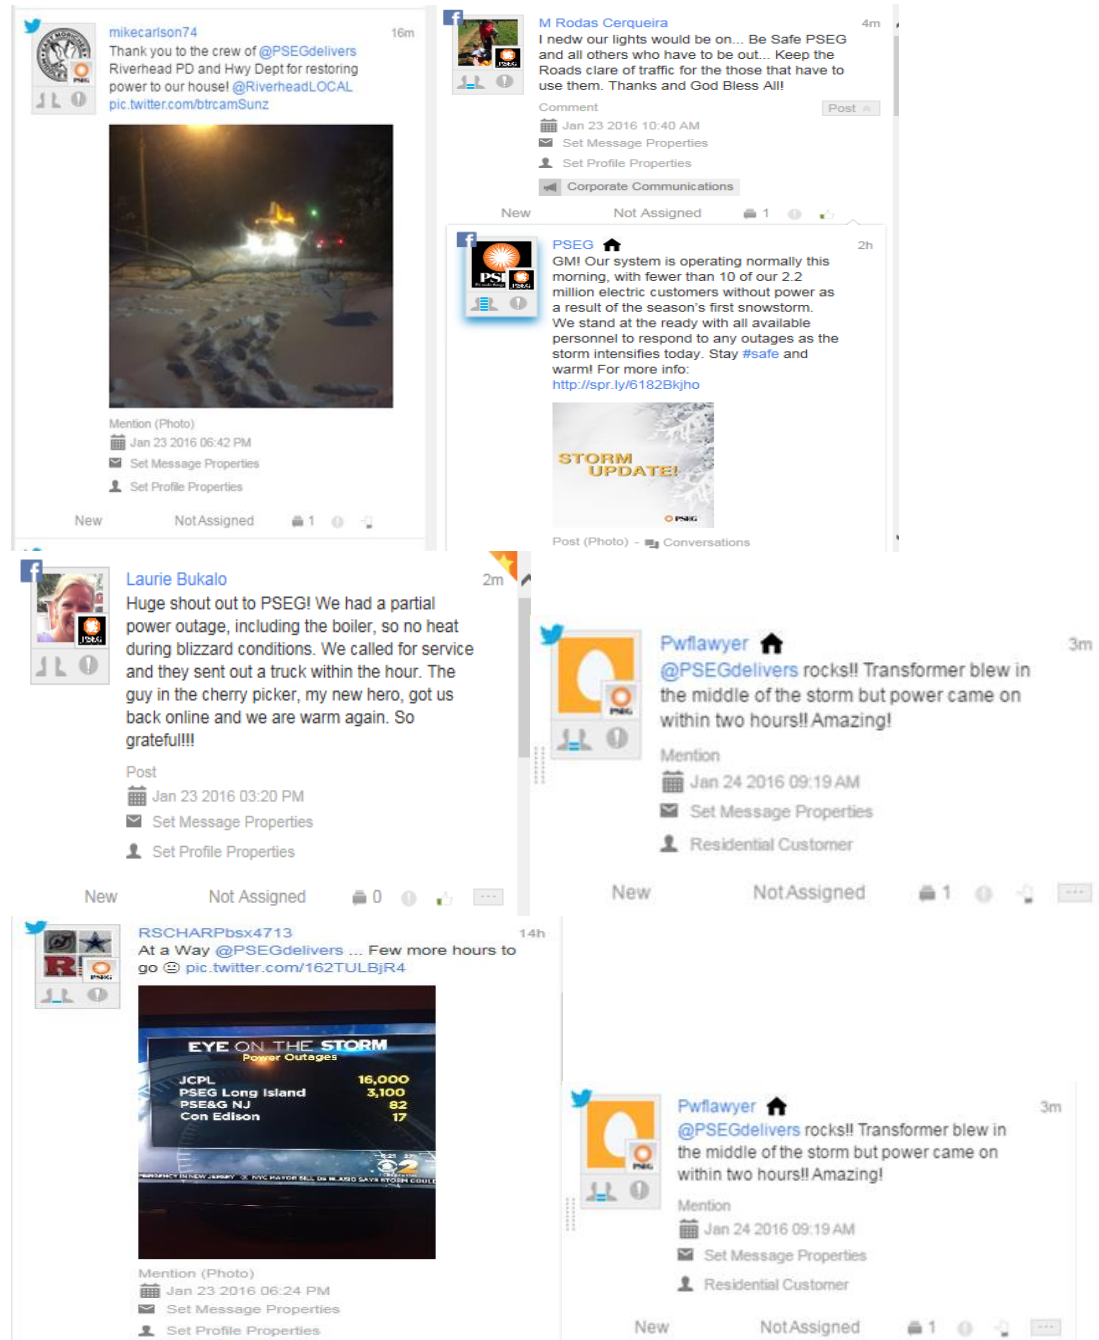 mikecarlson74
16m
Thank you to the crew of @PSEGdelivers
Riverhead PD and Hwy Dept for restoring
power to our house! @RiverheadLOCAL
pic.twitter.com/btrcamSunz
PSEG
Mention (Photo)
Jan 23 2016 06:42 PM
Set Message Properties
Set Profile Properties
New
Not Assigned
1
M Rodas Cerqueira
4m
I nedw our lights would be on... Be Safe PSEG
and all others who have to be out... Keep the
Roads clare of traffic for the those that have to
use them. Thanks and God Bless All!
PSEG
Comment
Post
Jan 23 2016 10:40 AM
Set Message Properties
Set Profile Properties
Corporate Communications
New
Not Assigned
1
PSEG
2h
GM! Our system is operating normally this
morning, with fewer than 10 of our 2.2
million electric customers without power as
a result of the season's first snowstorm.
We stand at the ready with all available
personnel to respond to any outages as the
storm intensifies today. Stay #safe and
warm! For more info:
http://spr.ly/6182Bkjho
STORM
UPDATE!
PSEG
Post (Photo) - Conversations
Laurie Bukalo
2m
Huge shout out to PSEG! We had a partial
power outage, including the boiler, so no heat
during blizzard conditions. We called for service
and they sent out a truck within the hour. The
guy in the cherry picker, my new hero, got us
back online and we are warm again. So
grateful!!!
PSEG
Post
Jan 23 2016 03:20 PM
Set Message Properties
Set Profile Properties
New
Not Assigned
0
Pwflawyer
3m
@PSEGdelivers rocks!! Transformer blew in
the middle of the storm but power came on
within two hours!! Amazing!
PSEG
Mention
Jan 24 2016 09:19 AM
Set Message Properties
Residential Customer
New
Not Assigned
1
RSCHARPbsx4713
14h
At a Way @PSEGdelivers ... Few more hours to
go pic.twitter.com/162TULBjR4
PSEG
EYE ON THE STORM
Power Outages
JCPL 16,000
PSEG Long Island 3,100
PSE&G NJ 82
Con Edison 17
2
NYC MAYOR BILL DE BLASIO SAYS STORM COULD
Mention (Photo)
Jan 23 2016 06:24 PM
Set Message Properties
Set Profile Properties
Pwflawyer
3m
@PSEGdelivers rocks!! Transformer blew in
the middle of the storm but power came on
within two hours!! Amazing!
PSEG
Mention
Jan 24 2016 09:19 AM
Set Message Properties
Residential Customer
New
Not Assigned
1